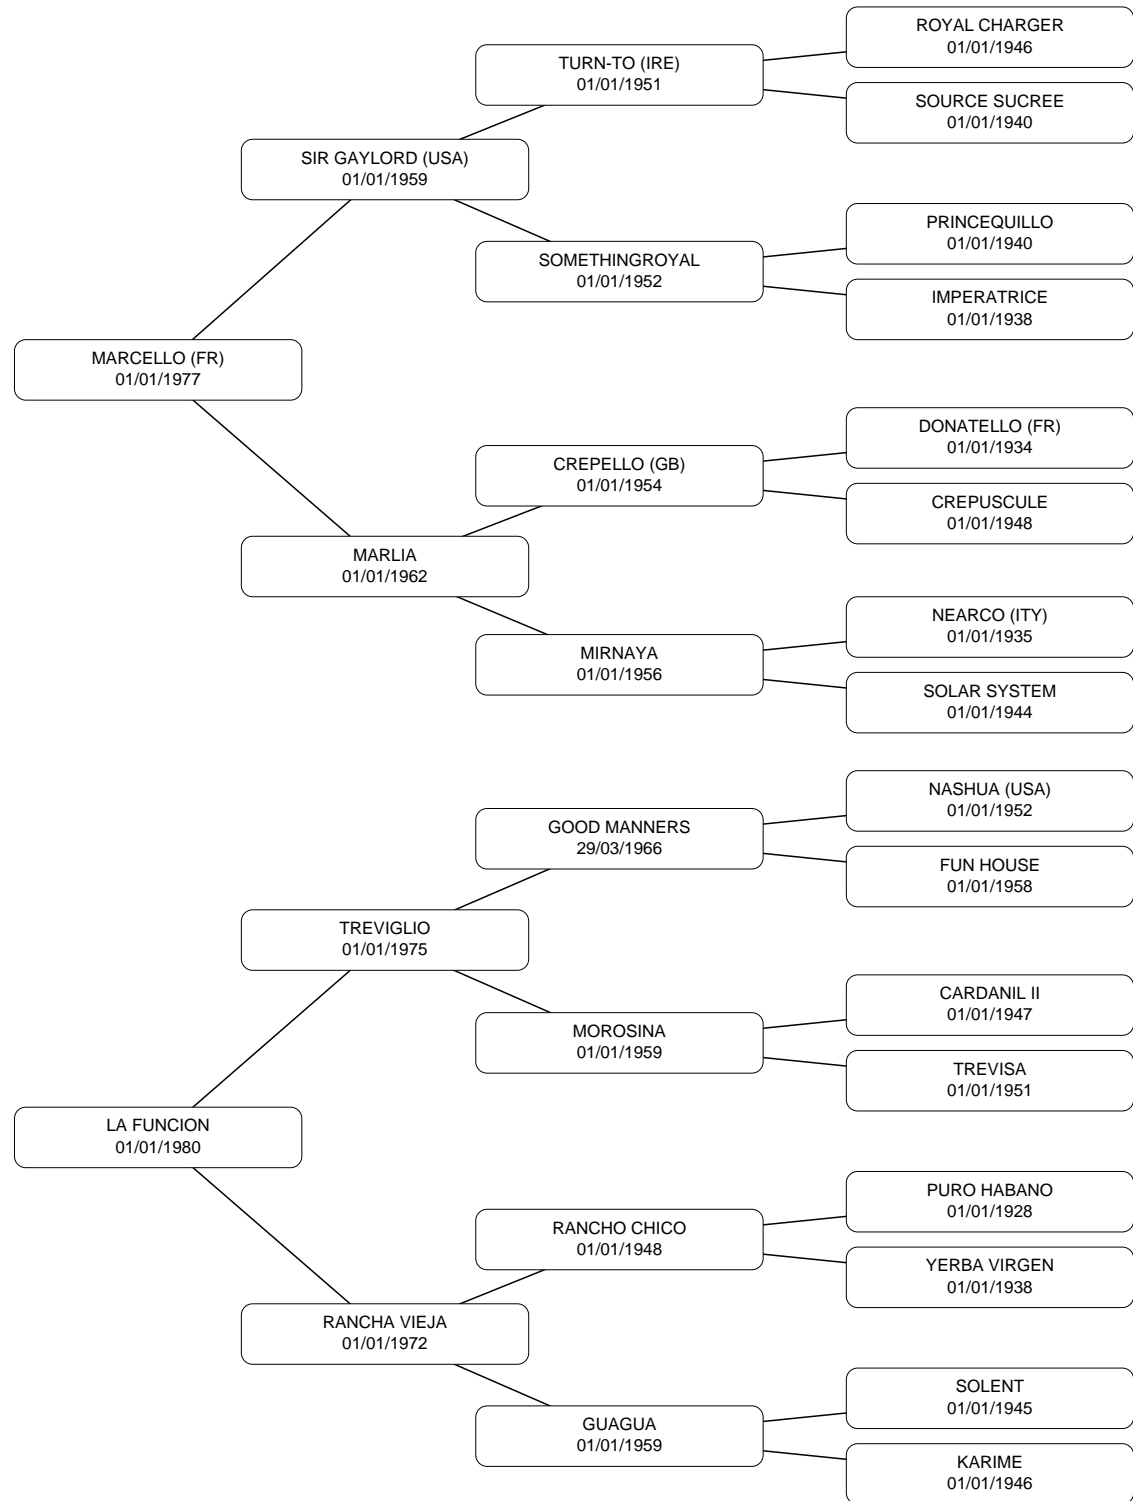 ROYAL CHARGER
01/01/1946
TURN-TO (IRE)
01/01/1951
SOURCE SUCREE
01/01/1940
SIR GAYLORD (USA)
01/01/1959
PRINCEQUILLO
01/01/1940
SOMETHINGROYAL
01/01/1952
IMPERATRICE
01/01/1938
MARCELLO (FR)
01/01/1977
DONATELLO (FR)
01/01/1934
CREPELLO (GB)
01/01/1954
CREPUSCULE
01/01/1948
MARLIA
01/01/1962
NEARCO (ITY)
01/01/1935
MIRNAYA
01/01/1956
SOLAR SYSTEM
01/01/1944
NASHUA (USA)
01/01/1952
GOOD MANNERS
29/03/1966
FUN HOUSE
01/01/1958
TREVIGLIO
01/01/1975
CARDANIL II
01/01/1947
MOROSINA
01/01/1959
TREVISA
01/01/1951
LA FUNCION
01/01/1980
PURO HABANO
01/01/1928
RANCHO CHICO
01/01/1948
YERBA VIRGEN
01/01/1938
RANCHA VIEJA
01/01/1972
SOLENT
01/01/1945
GUAGUA
01/01/1959
KARIME
01/01/1946